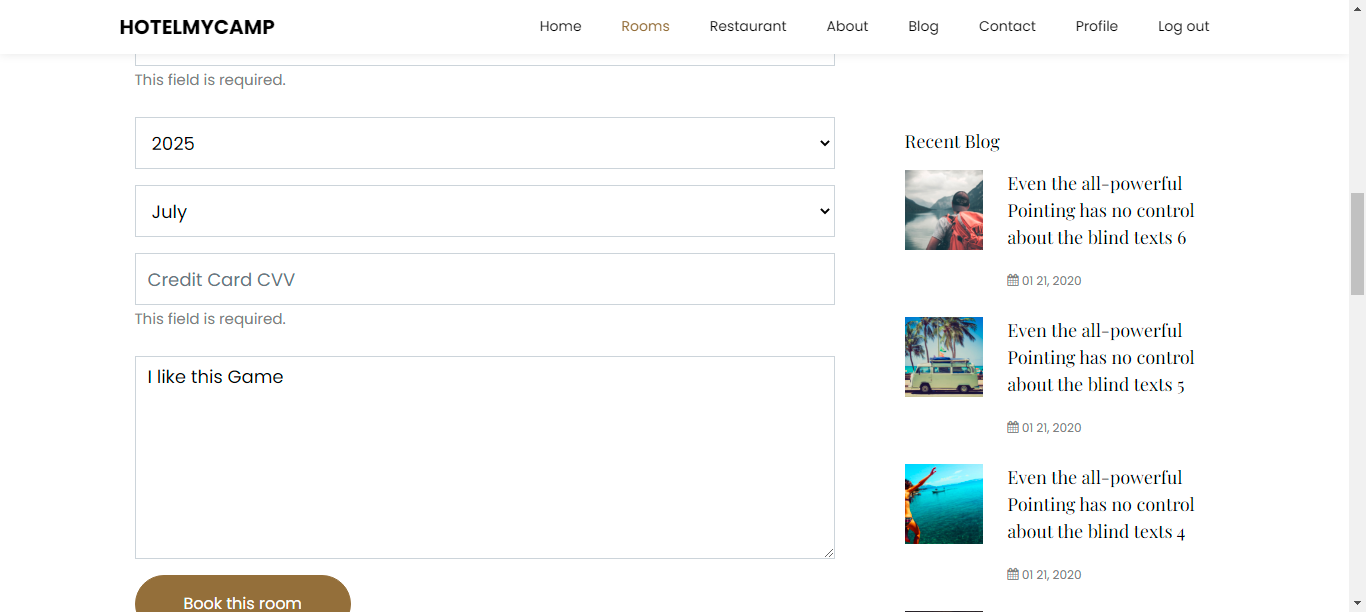 HOTELMYCAMP
Home Rooms Restaurant About Blog Contact Profile Log out
This field is required.
2025
July
Credit Card CVV
This field is required.
I like this Game
Book this room
Recent Blog
Even the all-powerful
Pointing has no control
about the blind texts 6
01 21, 2020
Even the all-powerful
Pointing has no control
about the blind texts 5
01 21, 2020
Even the all-powerful
Pointing has no control
about the blind texts 4
01 21, 2020